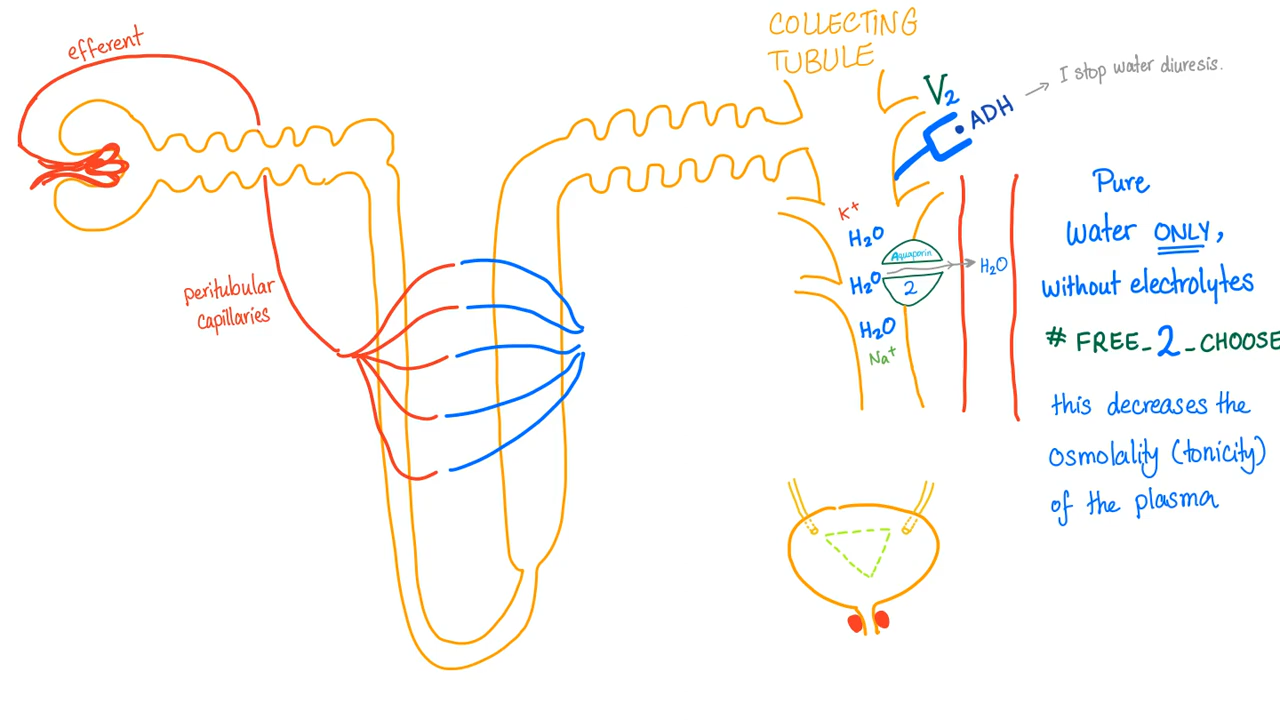 efferent
peritubular
capillaries
COLLECTING
TUBULE
V2
ADH
I stop water diuresis.
K+
H2O
H2O
H2O
Na+
Aquaporin
2
H2O
Pure
water ONLY,
without electrolytes
# FREE_2_CHOOSE
this decreases the
osmolality (tonicity)
of the plasma